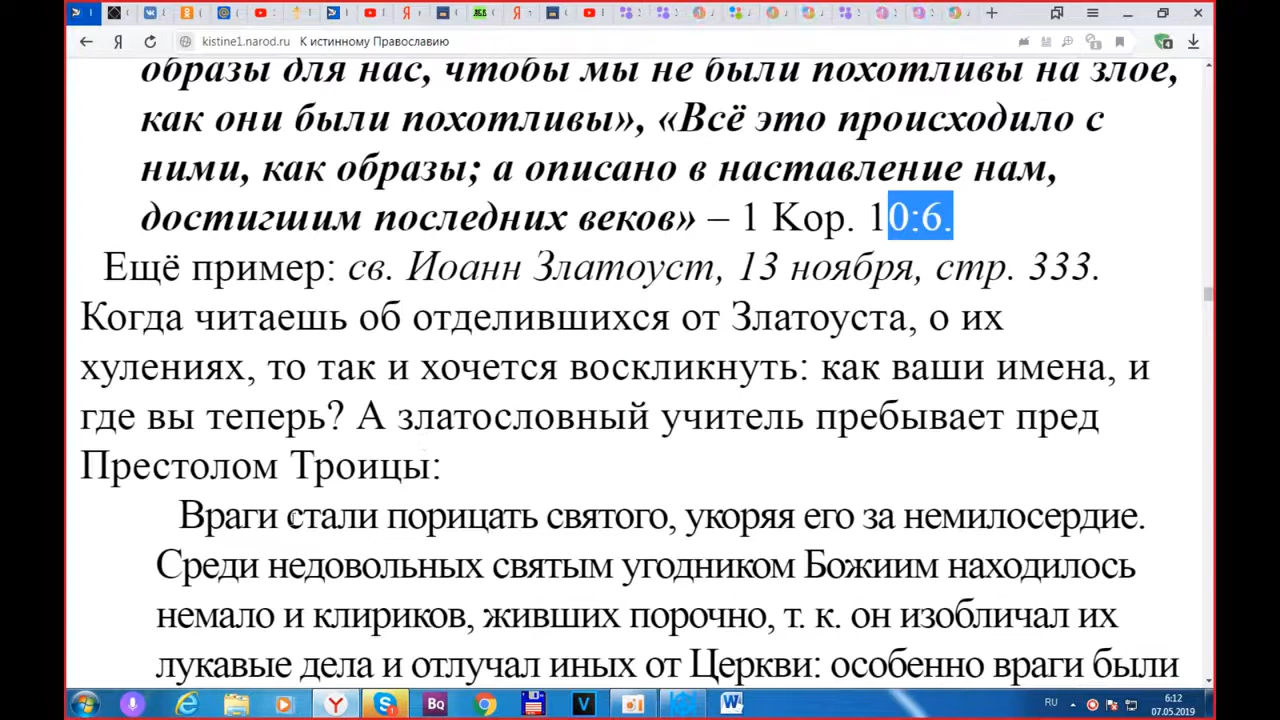 kistine1.narod.ru К истинному Православию
образы для нас, чтобы мы не были похотливы на злое,
как они были похотливы», «Всё это происходило с
ними, как образы; а описано в наставление нам,
достигшим последних веков» – 1 Кор. 10:6.
Ещё пример: св. Иоанн Златоуст, 13 ноября, стр. 333.
Когда читаешь об отделившихся от Златоуста, о их
хулениях, то так и хочется воскликнуть: как ваши имена, и
где вы теперь? А златословный учитель пребывает пред
Престолом Троицы:
Враги стали порицать святого, укоряя его за немилосердие.
Среди недовольных святым угодником Божиим находилось
немало и клириков, живших порочно, т. к. он изобличал их
лукавые дела и отлучал иных от Церкви: особенно враги были
RU
6:12
07.05.2019